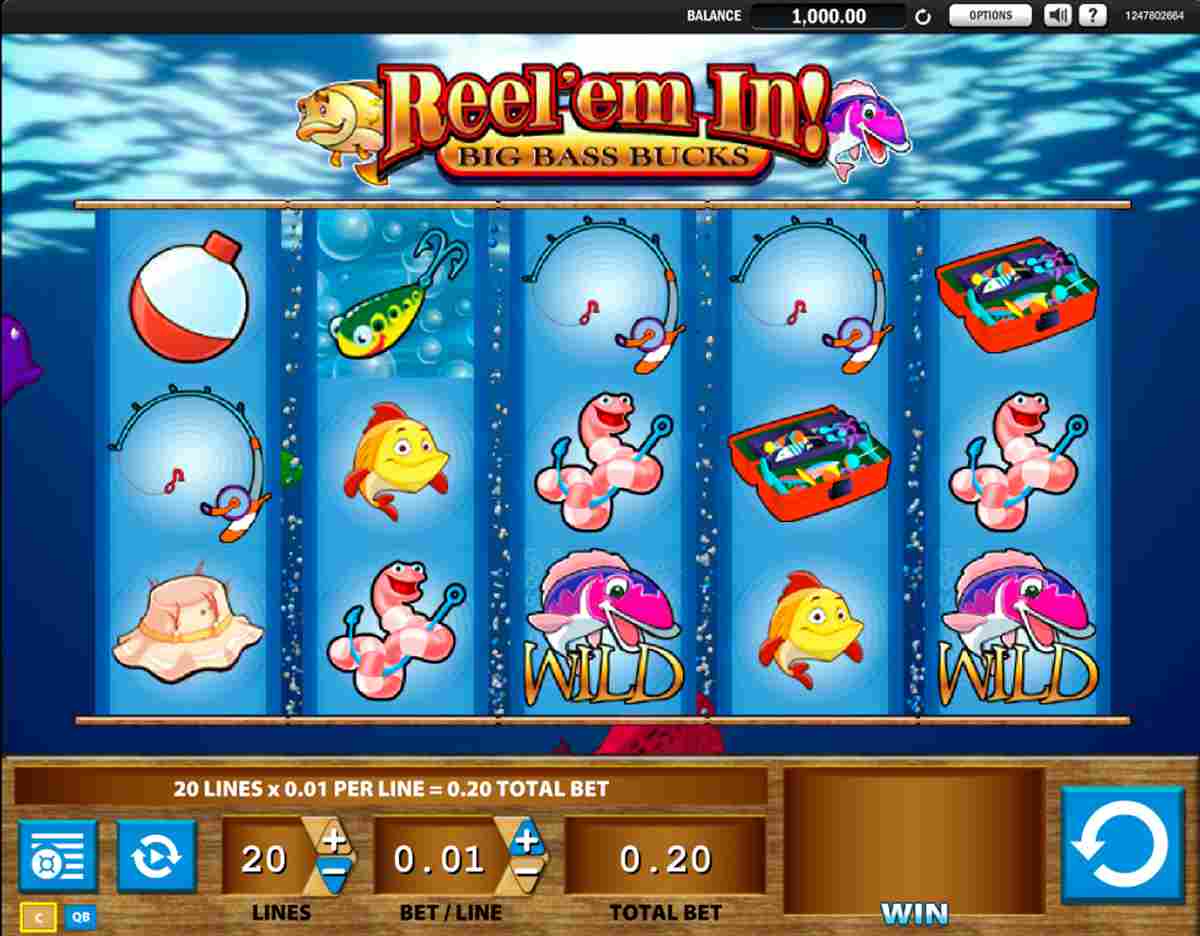 BALANCE 1,000.00 OPTIONS ? 1247802664
Reel'em In!
BIG BASS BUCKS
WILD WILD
20 LINES x 0.01 PER LINE = 0.20 TOTAL BET
20 + − 0.01 + − 0.20
LINES BET / LINE TOTAL BET WIN
C QB